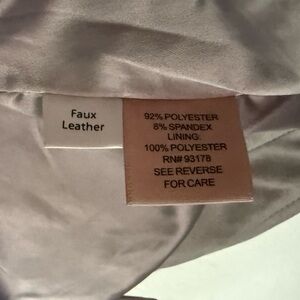 Faux
Leather
92% POLYESTER
8% SPANDEX
LINING:
100% POLYESTER
RN# 93178
SEE REVERSE
FOR CARE